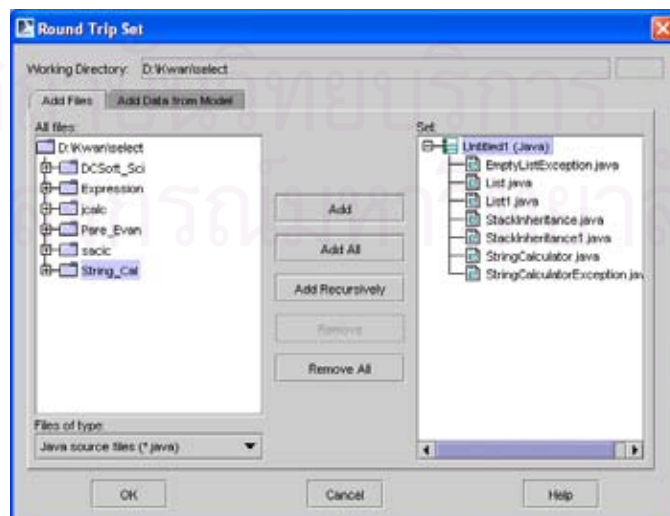 Round Trip Set
Working Directory: D:\Kwan\select
Add Files
Add Data from Model
All files:
D:\Kwan\select
DCSoft_Sci
Expression
jcalc
Pare_Evan
sacic
String_Cal
Files of type:
Java source files (*.java)
Add
Add All
Add Recursively
Remove
Remove All
Set:
Untitled1 (Java)
EmptyListException.java
List.java
List1.java
StackInheritance.java
StackInheritance1.java
StringCalculator.java
StringCalculatorException.jav
OK
Cancel
Help